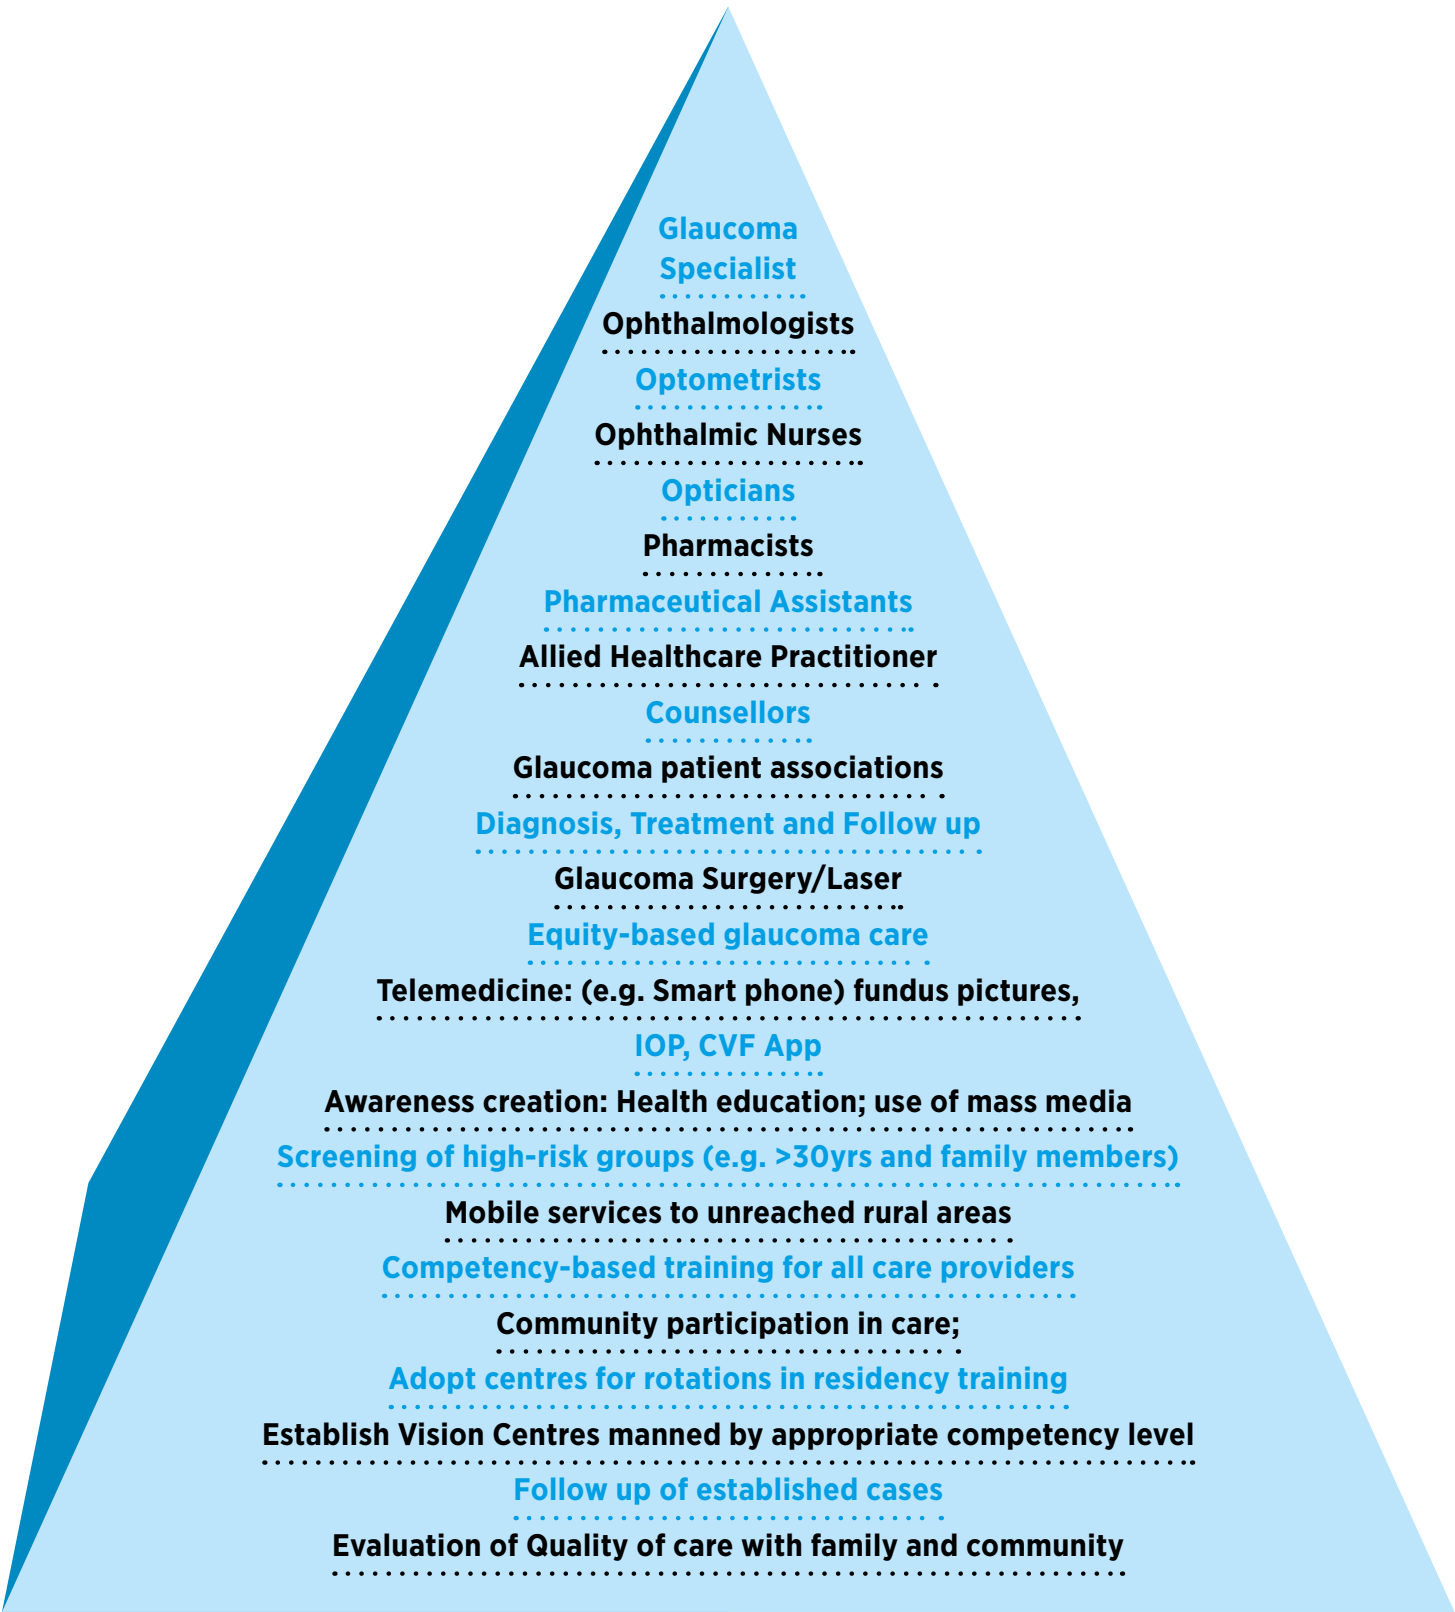 Glaucoma
Specialist
Ophthalmologists
Optometrists
Ophthalmic Nurses
Opticians
Pharmacists
Pharmaceutical Assistants
Allied Healthcare Practitioner
Counsellors
Glaucoma patient associations
Diagnosis, Treatment and Follow up
Glaucoma Surgery/Laser
Equity-based glaucoma care
Telemedicine: (e.g. Smart phone) fundus pictures,
IOP, CVF App
Awareness creation: Health education; use of mass media
Screening of high-risk groups (e.g. >30yrs and family members)
Mobile services to unreached rural areas
Competency-based training for all care providers
Community participation in care;
Adopt centres for rotations in residency training
Establish Vision Centres manned by appropriate competency level
Follow up of established cases
Evaluation of Quality of care with family and community